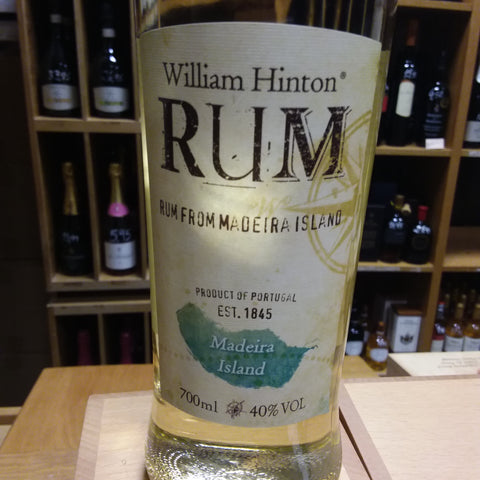 William Hinton®
RUM
RUM FROM MADEIRA ISLAND
PRODUCT OF PORTUGAL
EST. 1845
Madeira
Island
700ml 40% VOL